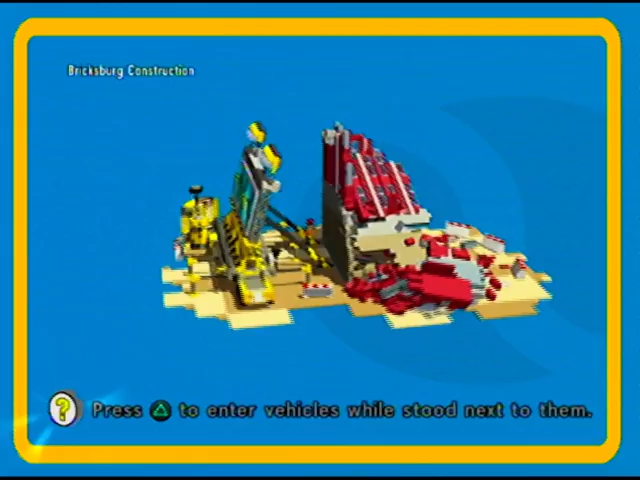 Bricksburg Construction
? Press △ to enter vehicles while stood next to them.